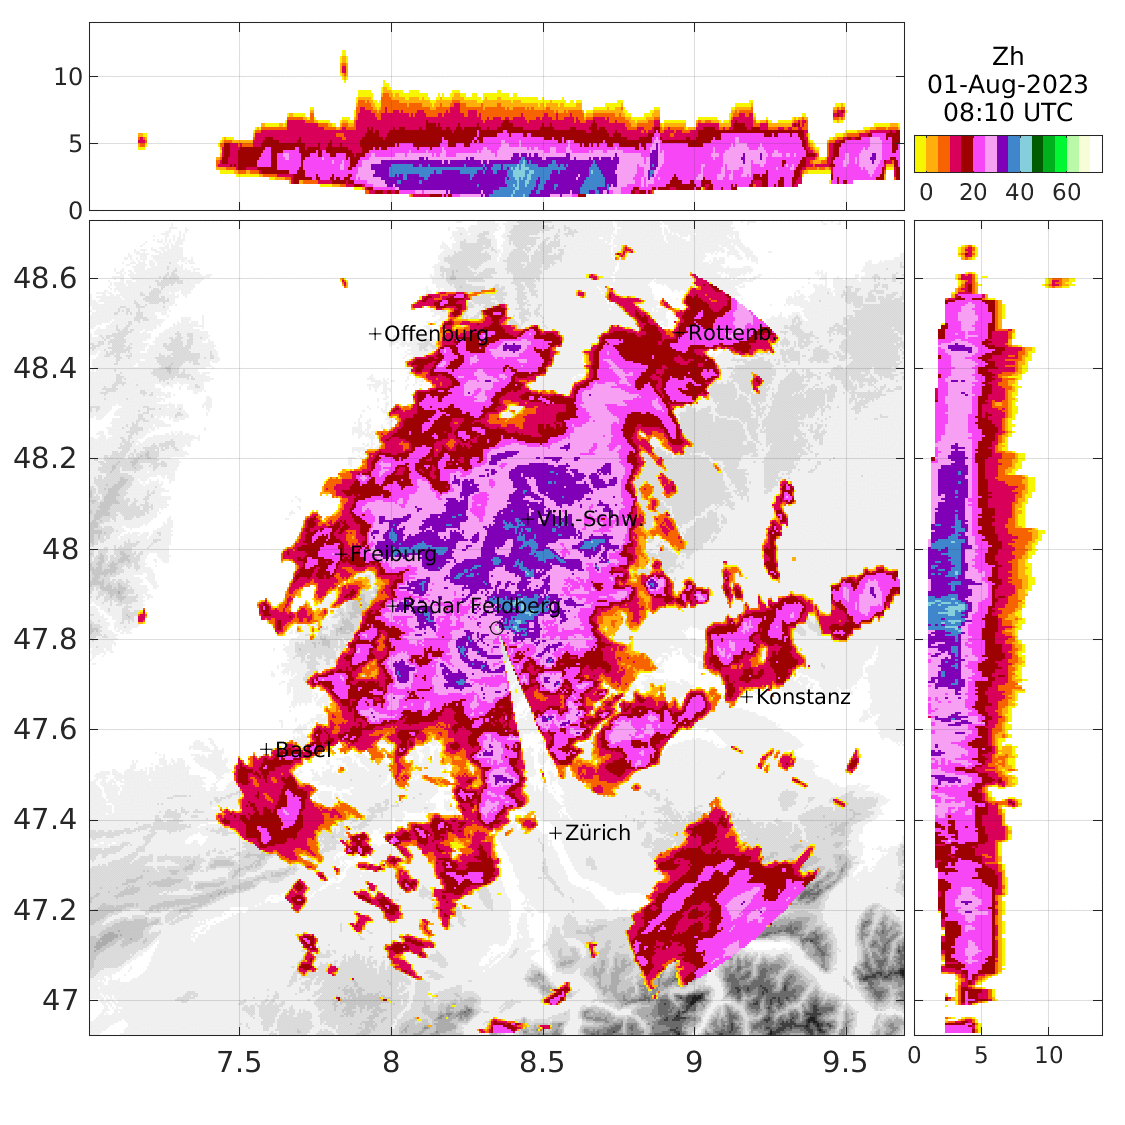 10
5
0
Zh
01-Aug-2023
08:10 UTC
0 20 40 60
48.6
48.4
48.2
48
47.8
47.6
47.4
47.2
47
+Offenburg
+Rottenb.
+Vill.-Schw.
+Freiburg
+Radar Feldberg
+Konstanz
+Basel
+Zürich
7.5 8 8.5 9 9.5
0 5 10